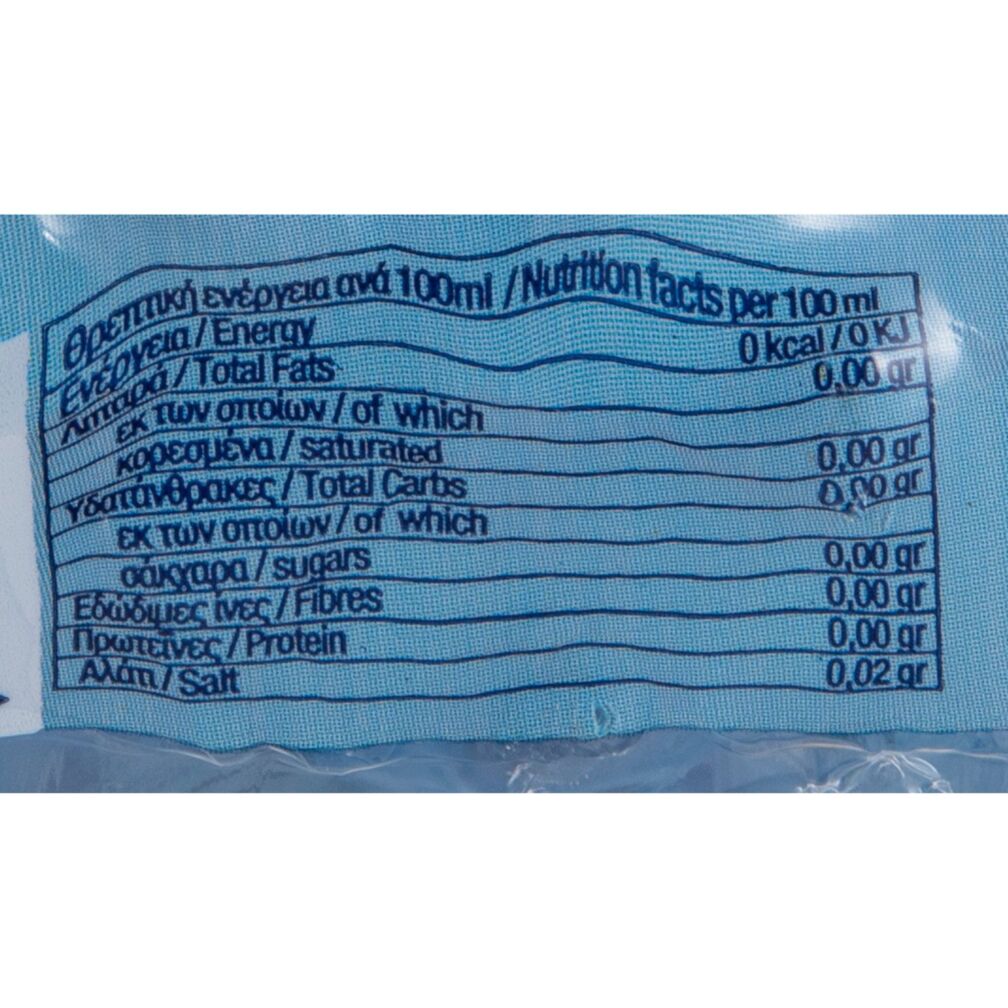 Θρεπτική ενέργεια ανά 100ml / Nutrition facts per 100 ml
Ενέργεια / Energy 0 kcal / 0 KJ
Λιπαρά / Total Fats 0,00 gr
εκ των οποίων / of which
κορεσμένα / saturated 0,00 gr
Υδατάνθρακες / Total Carbs 0,00 gr
εκ των οποίων / of which
σάκχαρα / sugars 0,00 gr
Εδώδιμες ίνες / Fibres 0,00 gr
Πρωτεΐνες / Protein 0,00 gr
Αλάτι / Salt 0,02 gr